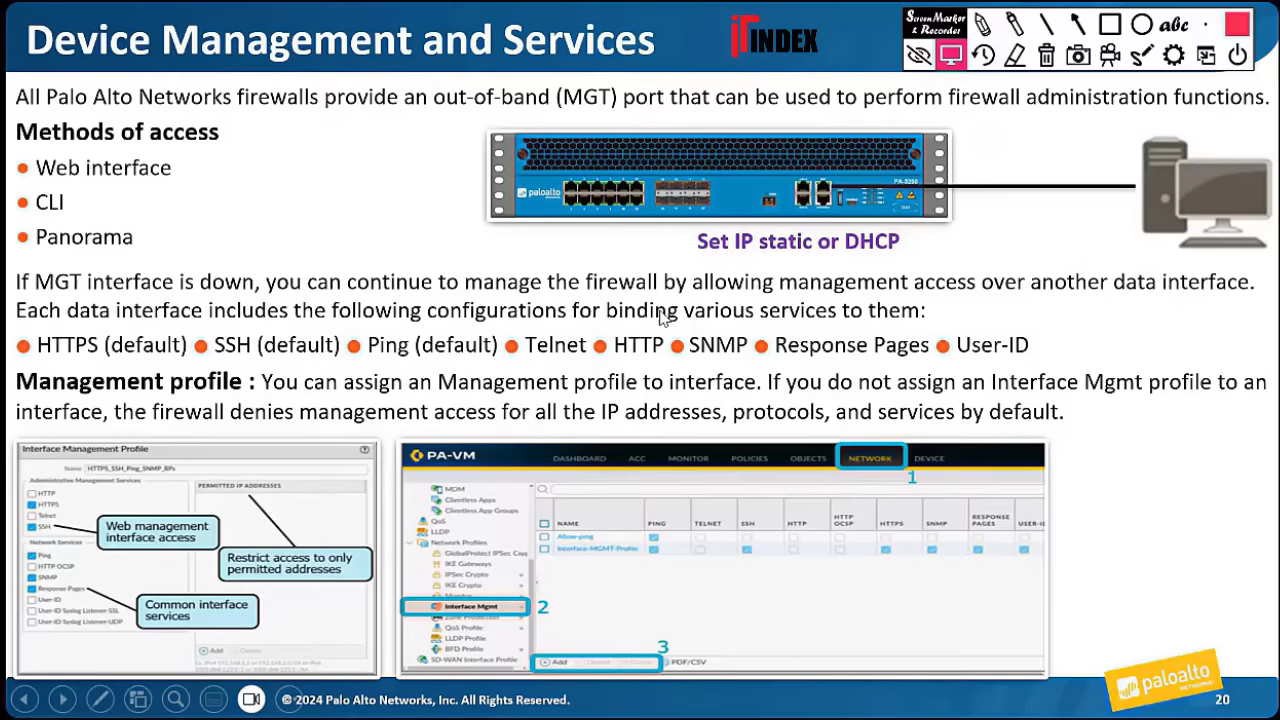 Device Management and Services
ITINDEX
Screen Marker & Recorder
abc
All Palo Alto Networks firewalls provide an out-of-band (MGT) port that can be used to perform firewall administration functions.
Methods of access
Web interface
CLI
Panorama
paloalto
PA-3250
Set IP static or DHCP
If MGT interface is down, you can continue to manage the firewall by allowing management access over another data interface.
Each data interface includes the following configurations for binding various services to them:
HTTPS (default) SSH (default) Ping (default) Telnet HTTP SNMP Response Pages User-ID
Management profile : You can assign an Management profile to interface. If you do not assign an Interface Mgmt profile to an
interface, the firewall denies management access for all the IP addresses, protocols, and services by default.
Interface Management Profile
Name HTTPS_SSH_Ping_SNMP_RPs
Administrative Management Services
HTTP
HTTPS
Telnet
SSH
Network Services
Ping
HTTP OCSP
SNMP
Response Pages
User-ID
User-ID Syslog Listener-SSL
User-ID Syslog Listener-UDP
PERMITTED IP ADDRESSES
Web management
interface access
Restrict access to only
permitted addresses
Common interface
services
Add Delete
PA-VM
DASHBOARD ACC MONITOR POLICIES OBJECTS NETWORK DEVICE
1
MDM
Clientless Apps
Clientless App Groups
QoS
LLDP
Network Profiles
GlobalProtect IPSec Cryp
IKE Gateways
IPSec Crypto
IKE Crypto
Monitor
Interface Mgmt
2
Zone Protection
QoS Profile
LLDP Profile
BFD Profile
SD-WAN Interface Profile
NAME PING TELNET SSH HTTP HTTP OCSP HTTPS SNMP RESPONSE PAGES USER-ID
Allow-ping
Interface-MGMT-Profile
3
Add Delete Clone PDF/CSV
© 2024 Palo Alto Networks, Inc. All Rights Reserved.
paloalto
NETWORKS
20